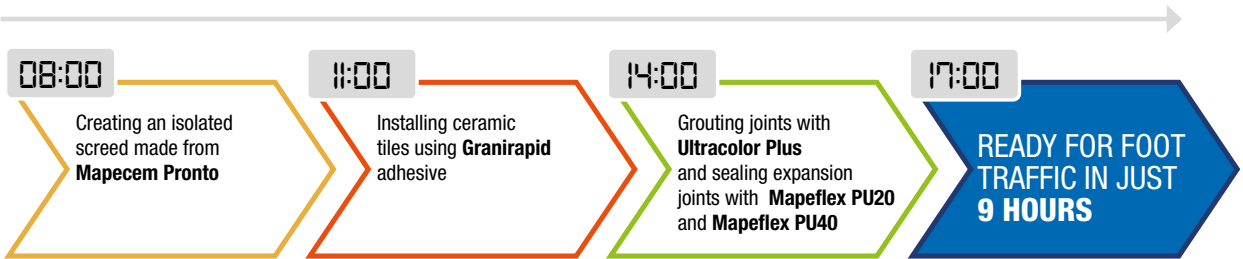 08:00
Creating an isolated
screed made from
Mapecem Pronto
11:00
Installing ceramic
tiles using Granirapid
adhesive
14:00
Grouting joints with
Ultracolor Plus
and sealing expansion
joints with Mapeflex PU20
and Mapeflex PU40
17:00
READY FOR FOOT
TRAFFIC IN JUST
9 HOURS